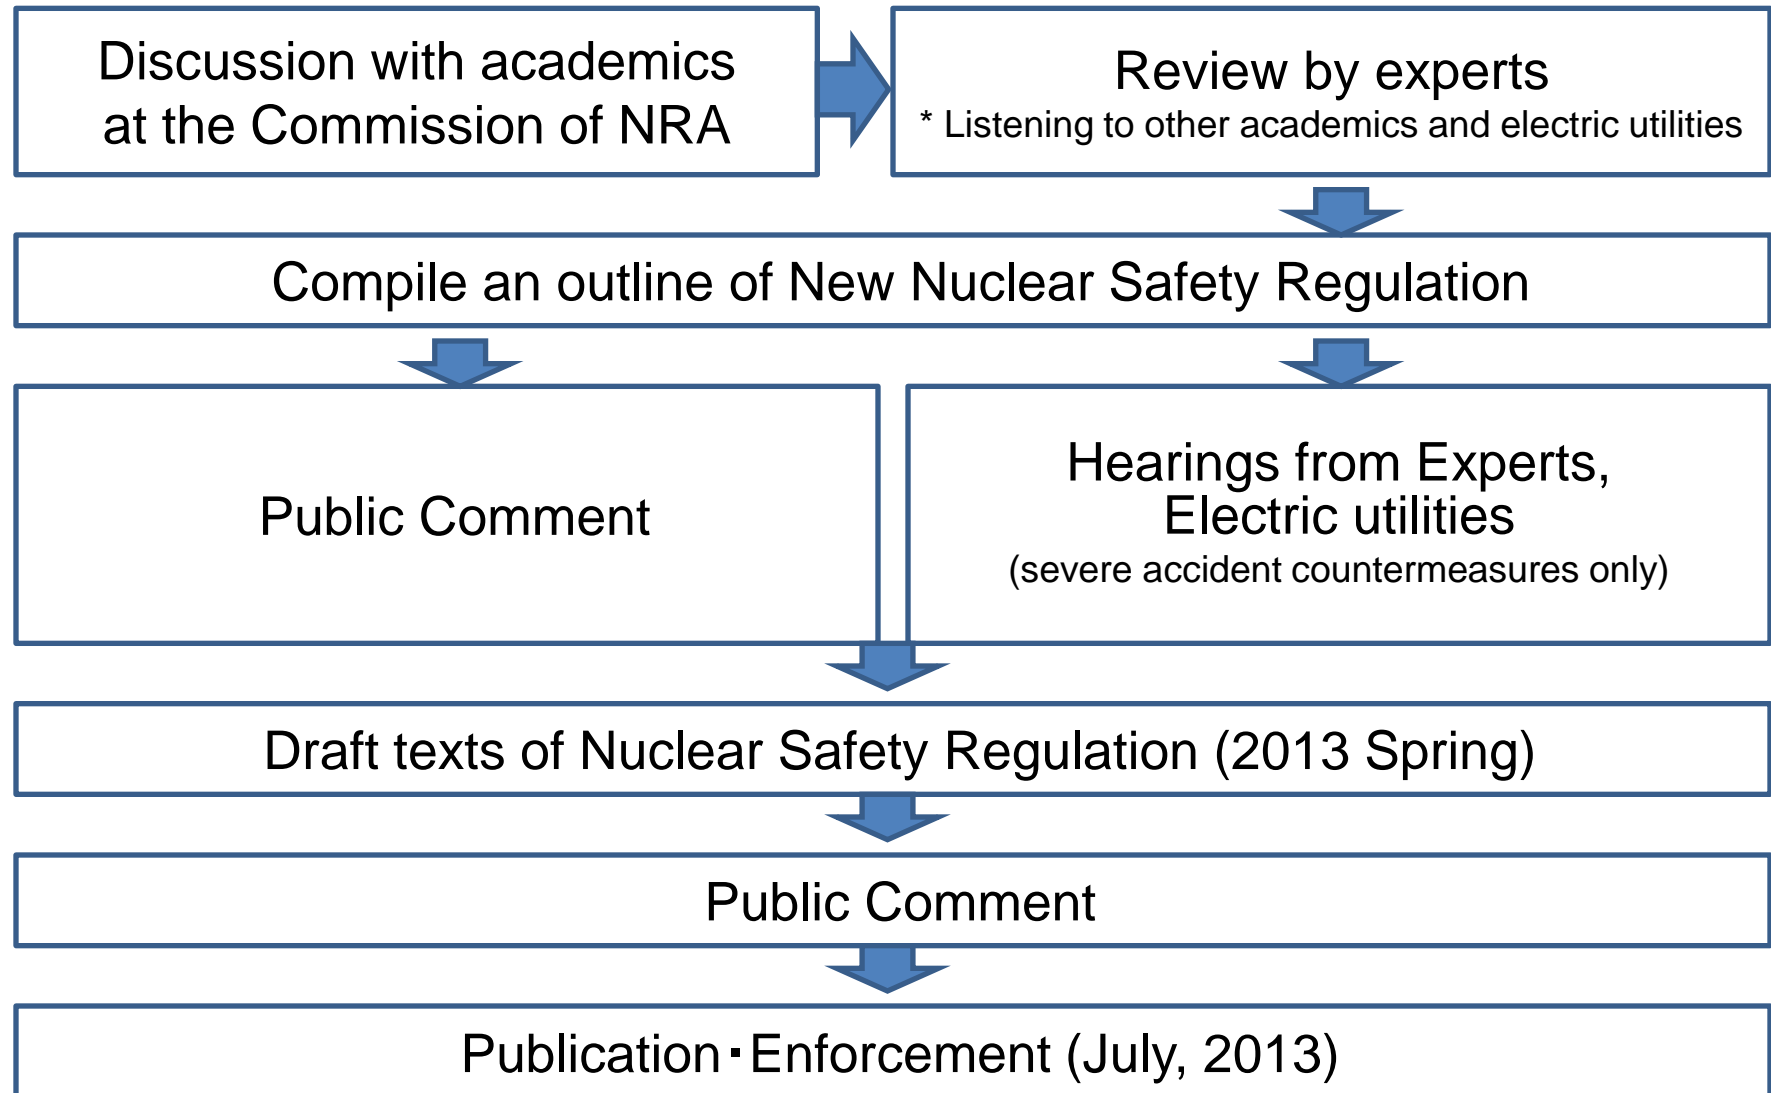 Discussion with academics
at the Commission of NRA
Review by experts
* Listening to other academics and electric utilities
Compile an outline of New Nuclear Safety Regulation
Public Comment
Hearings from Experts,
Electric utilities
(severe accident countermeasures only)
Draft texts of Nuclear Safety Regulation (2013 Spring)
Public Comment
Publication・Enforcement (July, 2013)